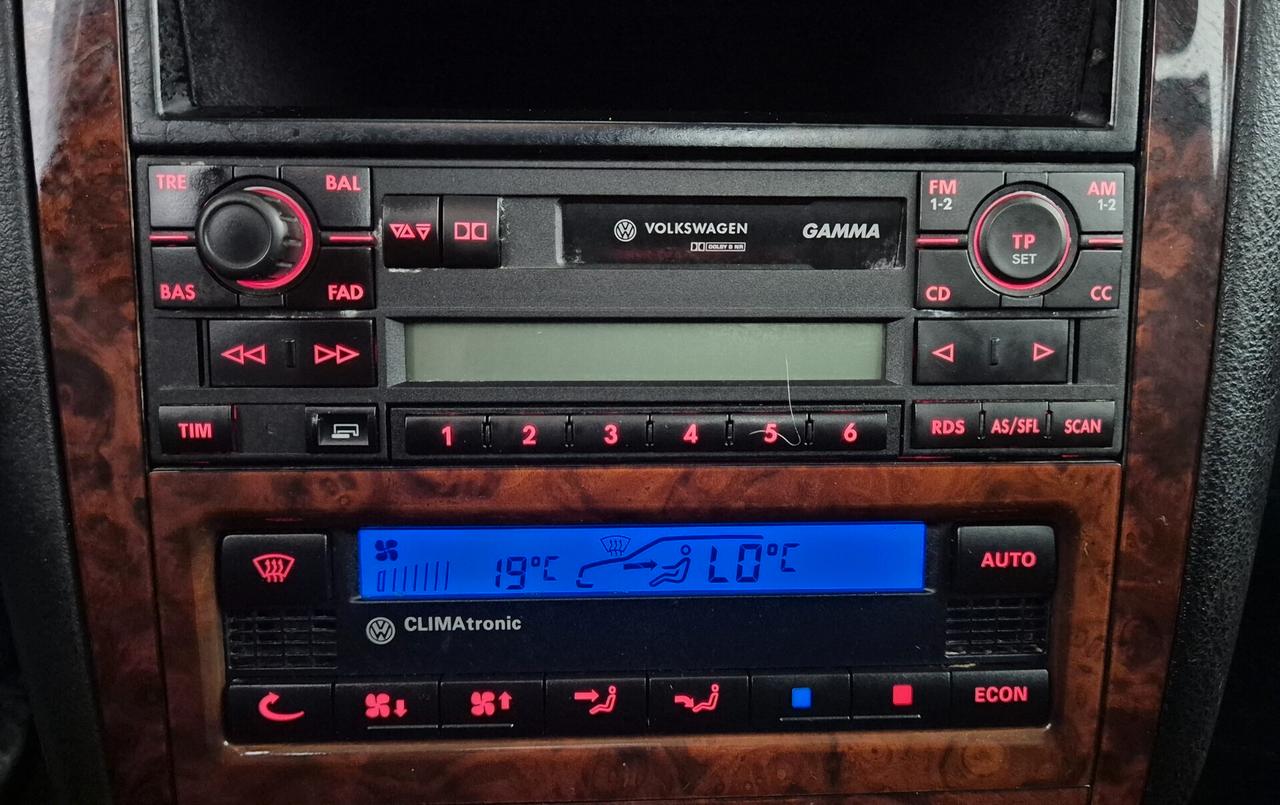 TRE BAL
VOLKSWAGEN GAMMA
DOLBY B NR
FM AM
1-2 1-2
TP
SET
BAS FAD
CD CC
TIM
1 2 3 4 5 6
RDS AS/SFL SCAN
19°C LO°C
AUTO
CLIMAtronic
ECON